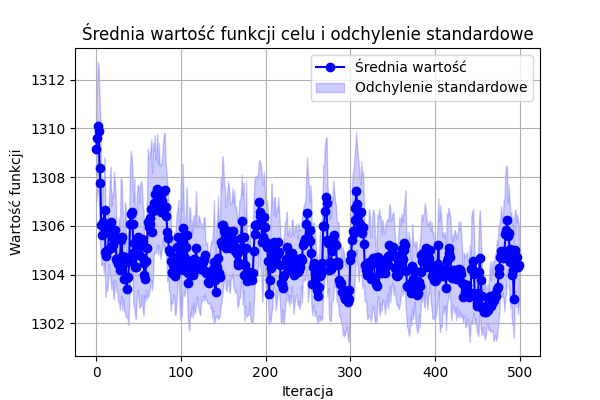 Średnia wartość funkcji celu i odchylenie standardowe
Średnia wartość
Odchylenie standardowe
Wartość funkcji
1312
1310
1308
1306
1304
1302
0 100 200 300 400 500
Iteracja